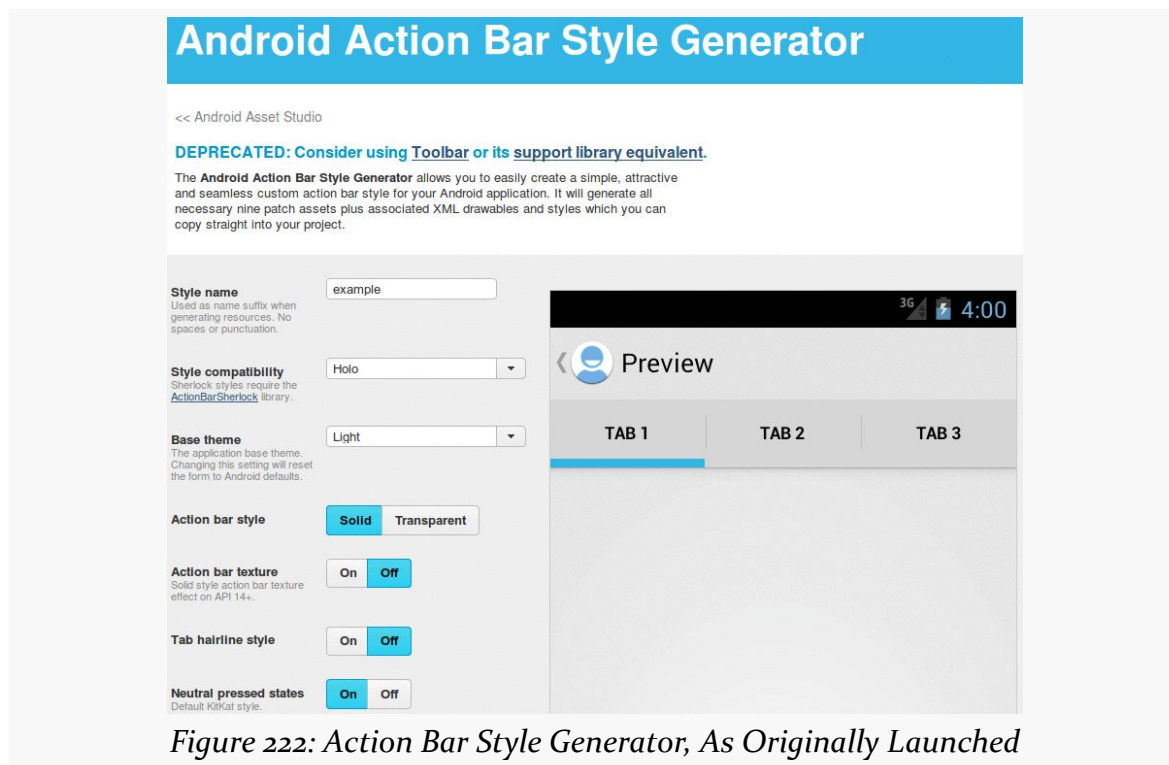 Android Action Bar Style Generator
<< Android Asset Studio
DEPRECATED: Consider using Toolbar or its support library equivalent.
The Android Action Bar Style Generator allows you to easily create a simple, attractive
and seamless custom action bar style for your Android application. It will generate all
necessary nine patch assets plus associated XML drawables and styles which you can
copy straight into your project.
Style name
Used as name suffix when
generating resources. No
spaces or punctuation.
example
Style compatibility
Sherlock styles require the
ActionBarSherlock library.
Holo
Base theme
The application base theme.
Changing this setting will reset
the form to Android defaults.
Light
Action bar style
Solid Transparent
Action bar texture
Solid style action bar texture
effect on API 14+.
On Off
Tab hairline style
On Off
Neutral pressed states
Default KitKat style.
On Off
3G 4:00
Preview
TAB 1 TAB 2 TAB 3
Figure 222: Action Bar Style Generator, As Originally Launched